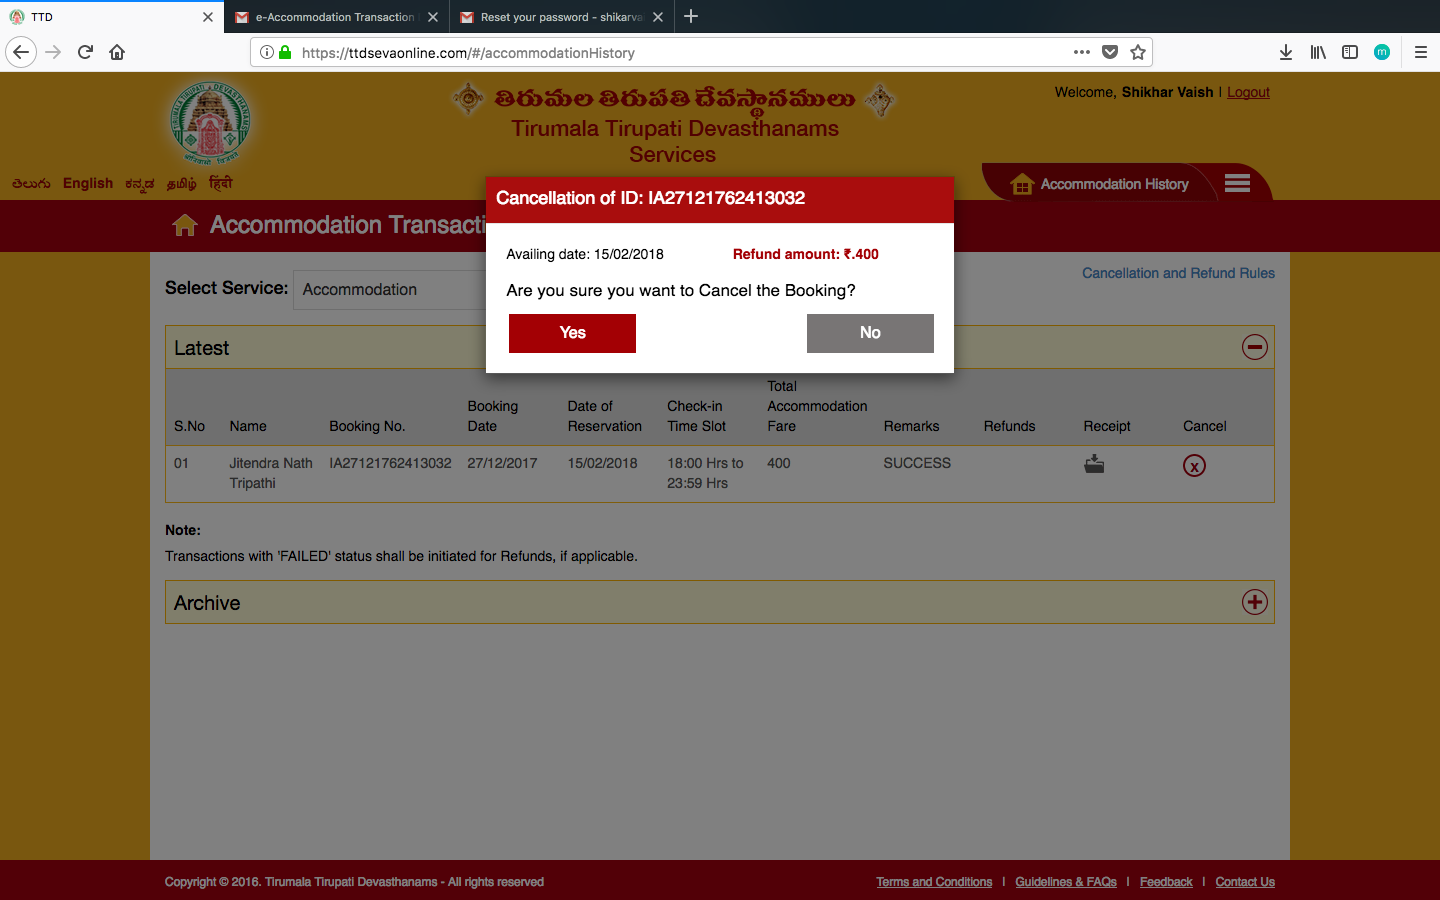 TTD
e-Accommodation Transaction
Reset your password - shikarva
https://ttdsevaonline.com/#/accommodationHistory
m
తిరుమల తిరుపతి దేవస్థానములు
Tirumala Tirupati Devasthanams
Services
Welcome, Shikhar Vaish | Logout
తెలుగు English ಕನ್ನಡ தமிழ் हिंदी
Accommodation History
Accommodation Transacti
Cancellation of ID: IA27121762413032
Availing date: 15/02/2018 Refund amount: ₹.400
Are you sure you want to Cancel the Booking?
Yes No
Cancellation and Refund Rules
Select Service: Accommodation
Latest
S.No Name Booking No. Booking Date Date of Reservation Check-in Time Slot Total Accommodation Fare Remarks Refunds Receipt Cancel
01 Jitendra Nath Tripathi IA27121762413032 27/12/2017 15/02/2018 18:00 Hrs to 23:59 Hrs 400 SUCCESS x
Note:
Transactions with 'FAILED' status shall be initiated for Refunds, if applicable.
Archive
Copyright © 2016. Tirumala Tirupati Devasthanams - All rights reserved
Terms and Conditions | Guidelines & FAQs | Feedback | Contact Us